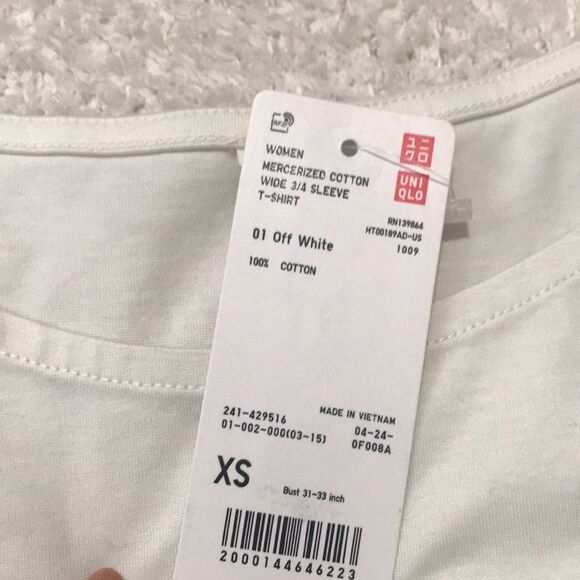 RFID
WOMEN
MERCERIZED COTTON
WIDE 3/4 SLEEVE
T-SHIRT
ユニ
クロ
UNI
QLO
RN139864
HT00189AD-US
1009
01 Off White
100% COTTON
241-429516
MADE IN VIETNAM
01-002-000(03-15)
04-24-
0F008A
XS
Bust 31-33 inch
2000144646223